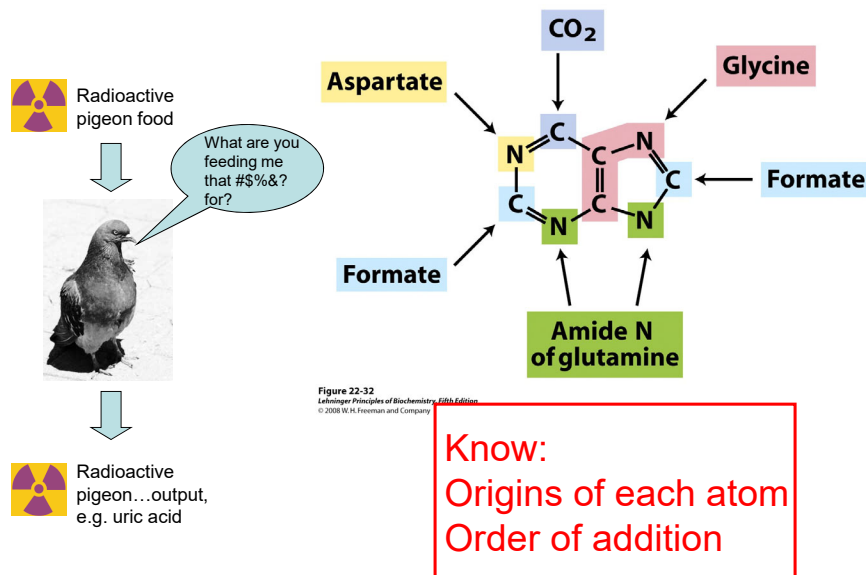 Radioactive
pigeon food
What are you
feeding me
that #$%&?
for?
Radioactive
pigeon…output,
e.g. uric acid
CO₂
Aspartate
Glycine
N
C
C
N
C
C
N
C
N
Formate
Formate
Amide N
of glutamine
Figure 22-32
Lehninger Principles of Biochemistry, Fifth Edition
© 2008 W. H. Freeman and Company
Know:
Origins of each atom
Order of addition